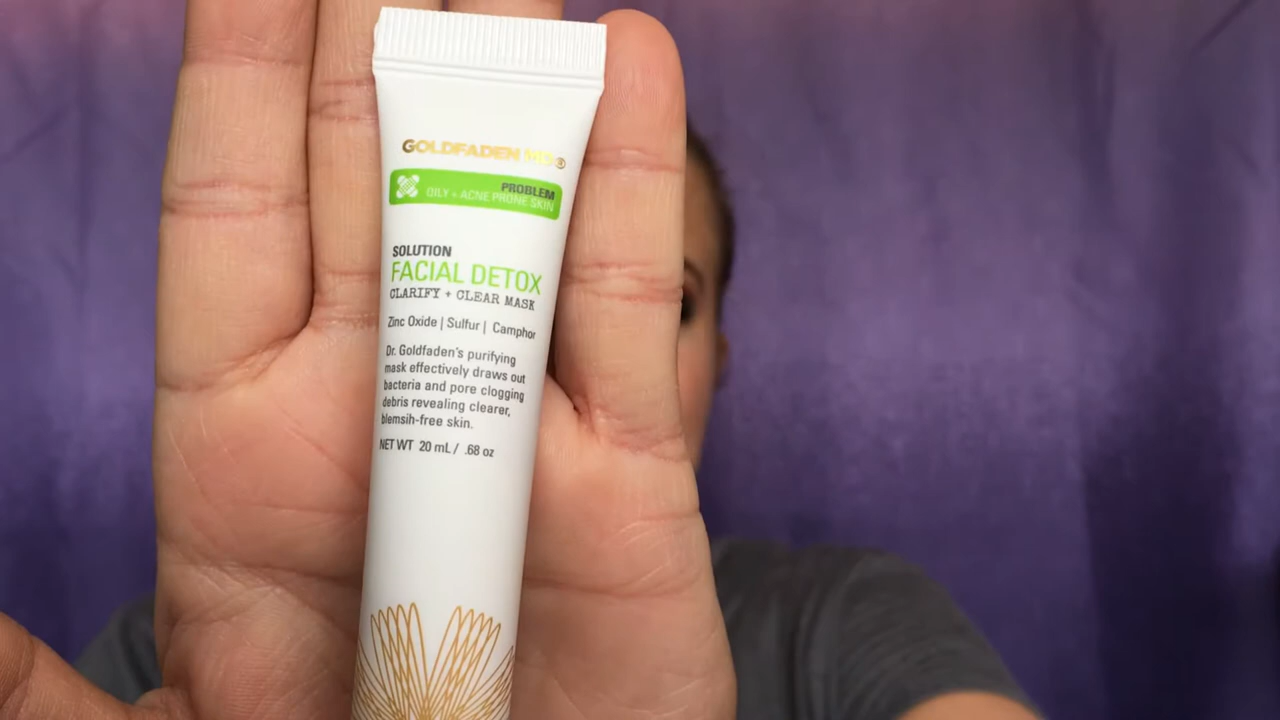 GOLDFADEN MD®
PROBLEM
OILY + ACNE PRONE SKIN
SOLUTION
FACIAL DETOX
CLARIFY + CLEAR MASK
Zinc Oxide | Sulfur | Camphor
Dr. Goldfaden's purifying
mask effectively draws out
bacteria and pore clogging
debris revealing clearer,
blemsih-free skin.
NET WT 20 mL / .68 oz